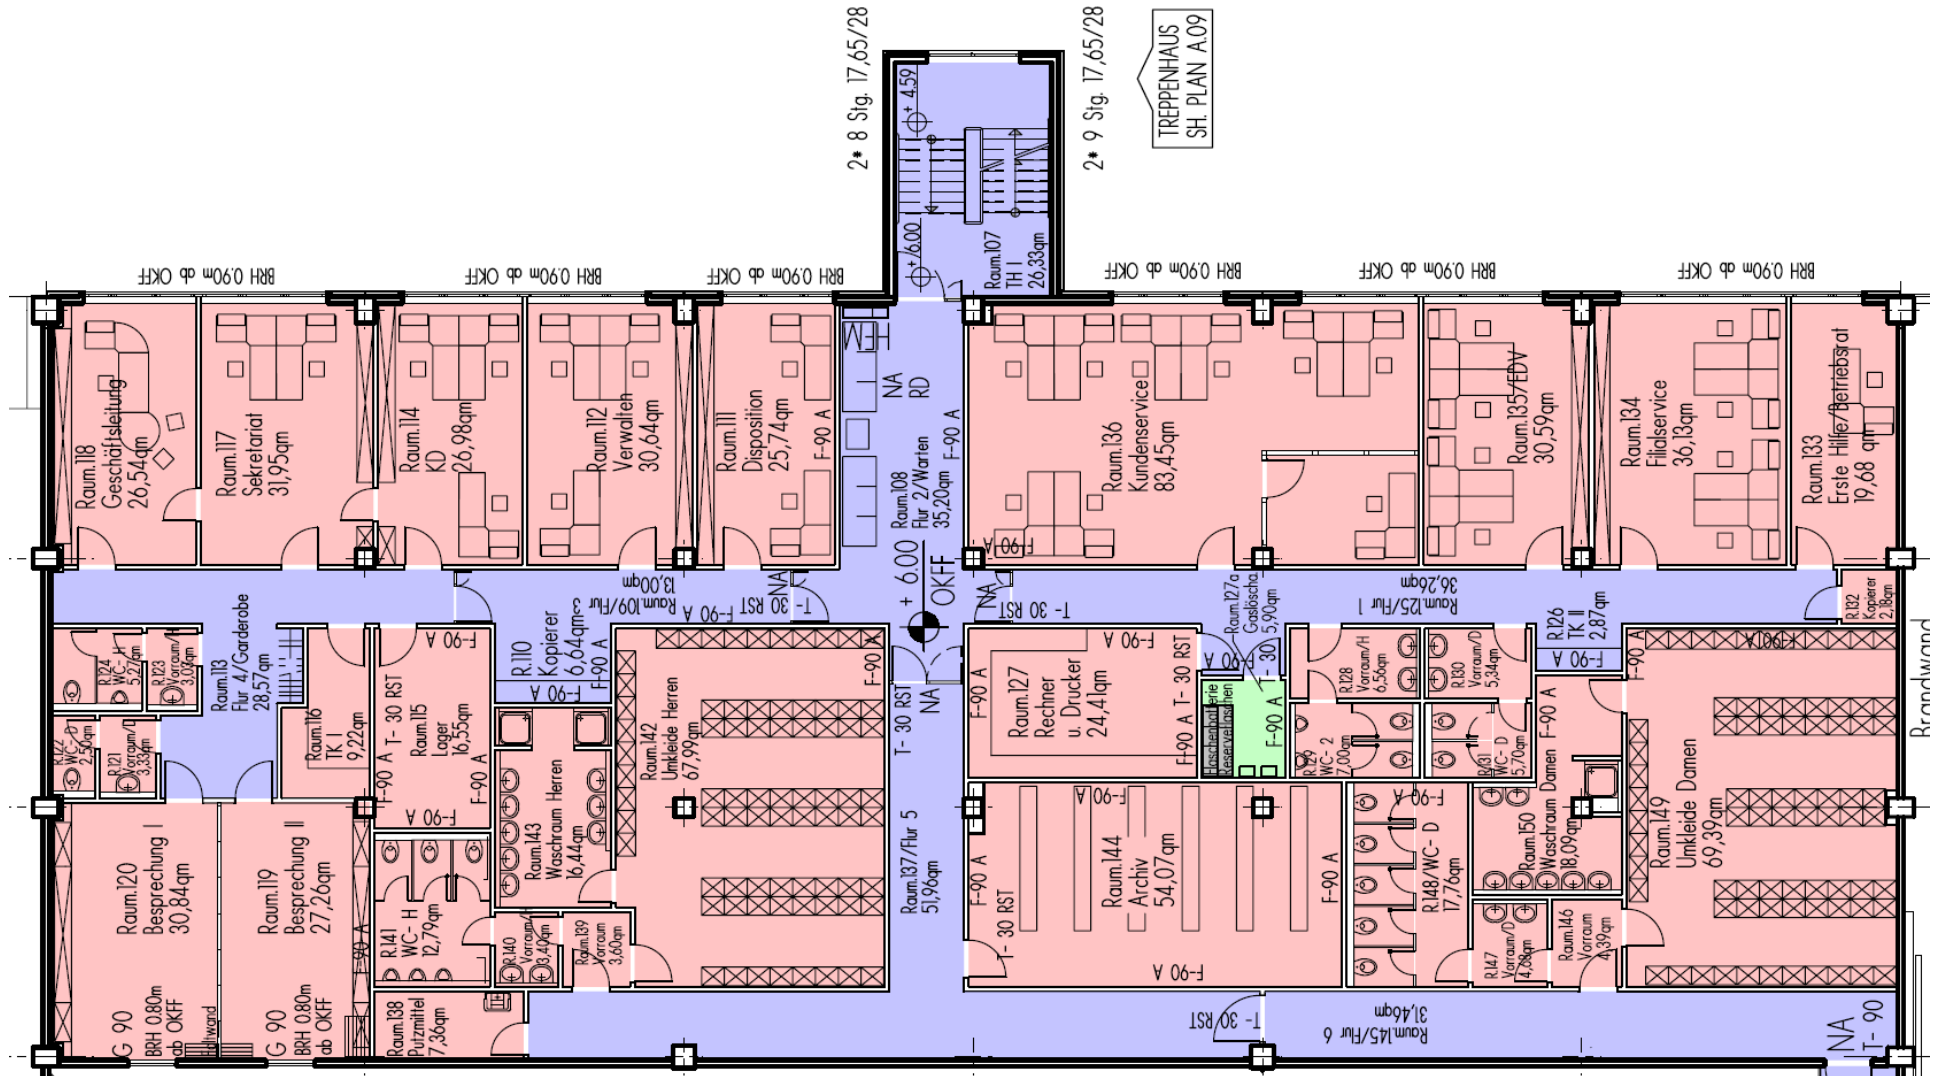 2* 8 Stg. 17,65/28
2* 9 Stg. 17,65/28
TREPPENHAUS
SH. PLAN A.09
+ 4.59
+6.00
Raum.107
TH I
26,33qm
BRH 0.90m ab OKFF
BRH 0.90m ab OKFF
BRH 0.90m ab OKFF
BRH 0.90m ab OKFF
BRH 0.90m ab OKFF
BRH 0.90m ab OKFF
Raum.118
Geschäftsleitung
26,54qm
Raum.117
Sekretariat
31,95qm
Raum.114
KD
26,98qm
Raum.112
Verwalten
30,64qm
Raum.111
Disposition
25,74qm
F-90 A
NA
RD
Raum.108
Flur 2/Warten
35,20qm
F-90 A
+ 6.00
OKFF
Raum.136
Kundenservice
83,45qm
F-90 A
Raum.135/EDV
30,59qm
Raum.134
Filialservice
36,13qm
Raum.133
Erste Hilfe/Betriebsrat
19,68 qm
Raum.109/Flur 3
13,00qm
T- 30 RST
NA
F-90 A
NA
T- 30 RST
Raum.125/Flur 1
36,26qm
R.132
Kopierer
2,18qm
R.124
WC- H
5,27qm
R.123
Vorraum/H
3,03qm
Raum.113
Flur 4/Garderobe
28,57qm
R.122
WC- D
2,50qm
R.121
Vorraum/D
3,33qm
Raum.116
TK I
9,22qm
F-90 A
F-90 A T- 30 RST
Raum.115
Lager
16,55qm
F-90 A
F-90 A
R.110
Kopierer
6,64qm
F-90 A
F-90 A
Raum.142
Umkleide Herren
67,99qm
F-90 A
T- 30 RST
NA
F-90 A
Raum.127
Rechner
u. Drucker
24,41qm
F-90 A
F-90 A T- 30 RST
Raum.127a
Gaslöscha.
5,90qm
F-90 A
T- 30
Flaschenbatterie
Reserveflaschen
F-90 A
R.128
Vorraum/H
6,56qm
F-90 A
R.129
WC- 2
7,00qm
R.130
Vorraum/D
5,34qm
R.131
WC- D
5,70qm
R.126
TK II
2,87qm
F-90 A
F-90 A
F-90 A
F-90 A
Brandwand
Raum.149
Umkleide Damen
69,39qm
Raum.120
Besprechung I
30,84qm
Raum.119
Besprechung II
27,26qm
F-90 A
G 90
BRH 0.80m
ab OKFF
Faltwand
G 90
BRH 0.80m
ab OKFF
R.141
WC- H
12,79qm
Raum.143
Waschraum Herren
16,44qm
R.140
Vorraum/H
3,40qm
Raum.139
Vorraum
3,60qm
Raum.138
Putzmittel
7,36qm
Raum.137/Flur 5
51,96qm
F-90 A
T- 30 RST
F-90 A
Raum.144
Archiv
54,07qm
F-90 A
F-90 A
F-90 A
R.148/WC- D
17,76qm
Raum.150
Waschraum Damen
18,09qm
R.147
Vorraum/D
4,68qm
Raum.146
Vorraum
4,39qm
T- 30 RST
Raum.145/Flur 6
31,46qm
NA
T- 90